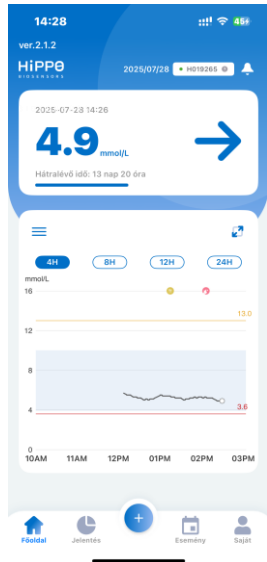 14:28
45
ver.2.1.2
HiPPO
BIOSENSORS
2025/07/28
H019265
2025-07-28 14:26
4.9 mmol/L
Hátralévő idő: 13 nap 20 óra
4H 8H 12H 24H
mmol/L
16
13.0
12
8
4
3.6
0
10AM 11AM 12PM 01PM 02PM 03PM
Főoldal Jelentés + Esemény Saját